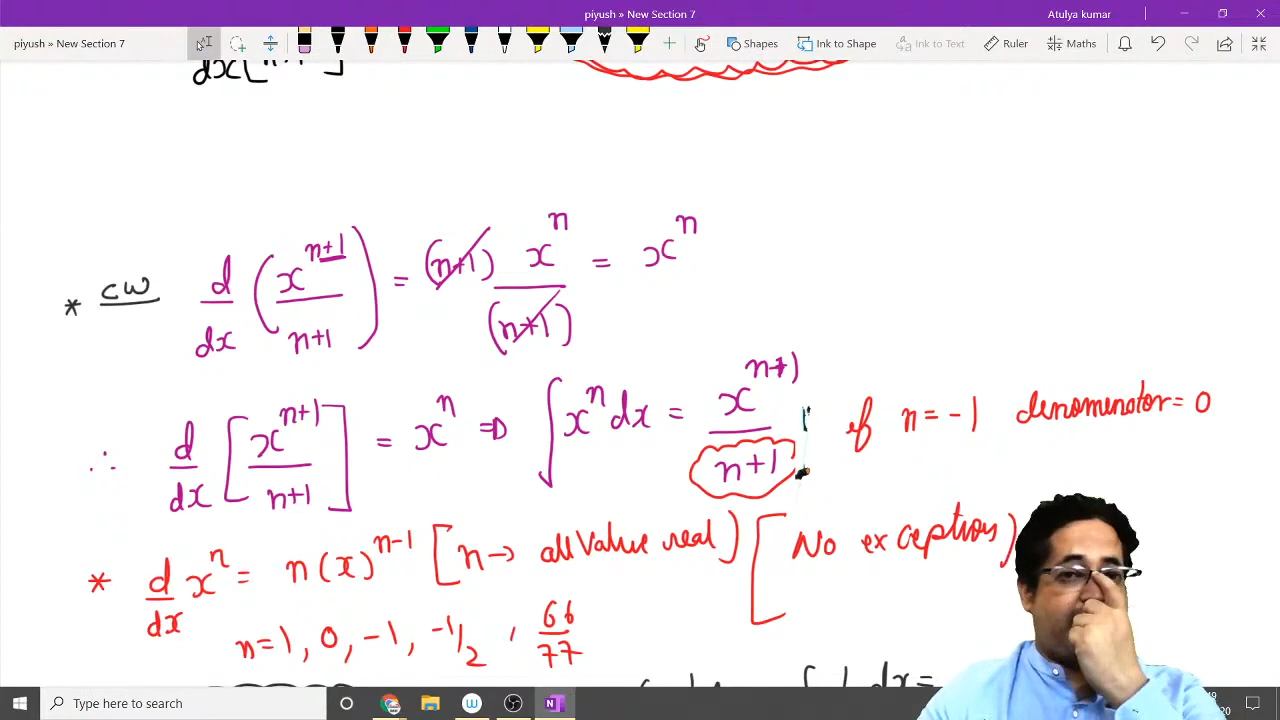 piyush » New Section 7
Atulya kumar
piyush » New Section 7
Shapes
Ink to Shape
Ink to Text
Ruler
Maths
dx
* CW d/dx (x^(n+1)/(n+1)) = (n+1) x^n/(n+1) = x^n
∴ d/dx [x^(n+1)/(n+1)] = x^n ⇒ ∫x^n dx = x^(n+1)/(n+1), if n = -1 denominator = 0
* d/dx x^n = n(x)^(n-1) [n → all Value real) [No exception)
n=1, 0, -1, -1/2, 66/77
dx =
Type here to search